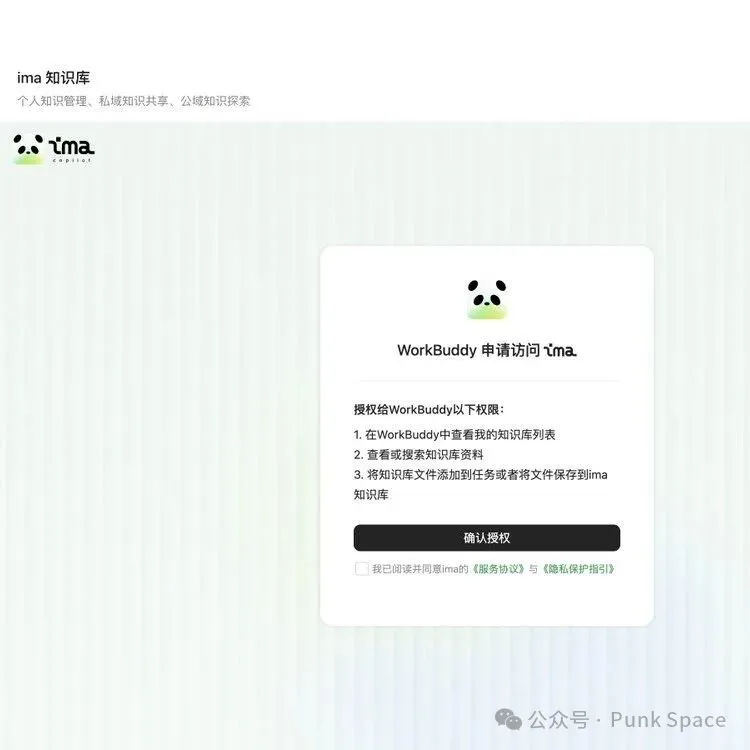 ima 知识库
个人知识管理、私域知识共享、公域知识探索
ima
copilot
WorkBuddy 申请访问 ima
授权给WorkBuddy以下权限：
1. 在WorkBuddy中查看我的知识库列表
2. 查看或搜索知识库资料
3. 将知识库文件添加到任务或者将文件保存到ima
知识库
确认授权
我已阅读并同意ima的《服务协议》与《隐私保护指引》
公众号 · Punk Space